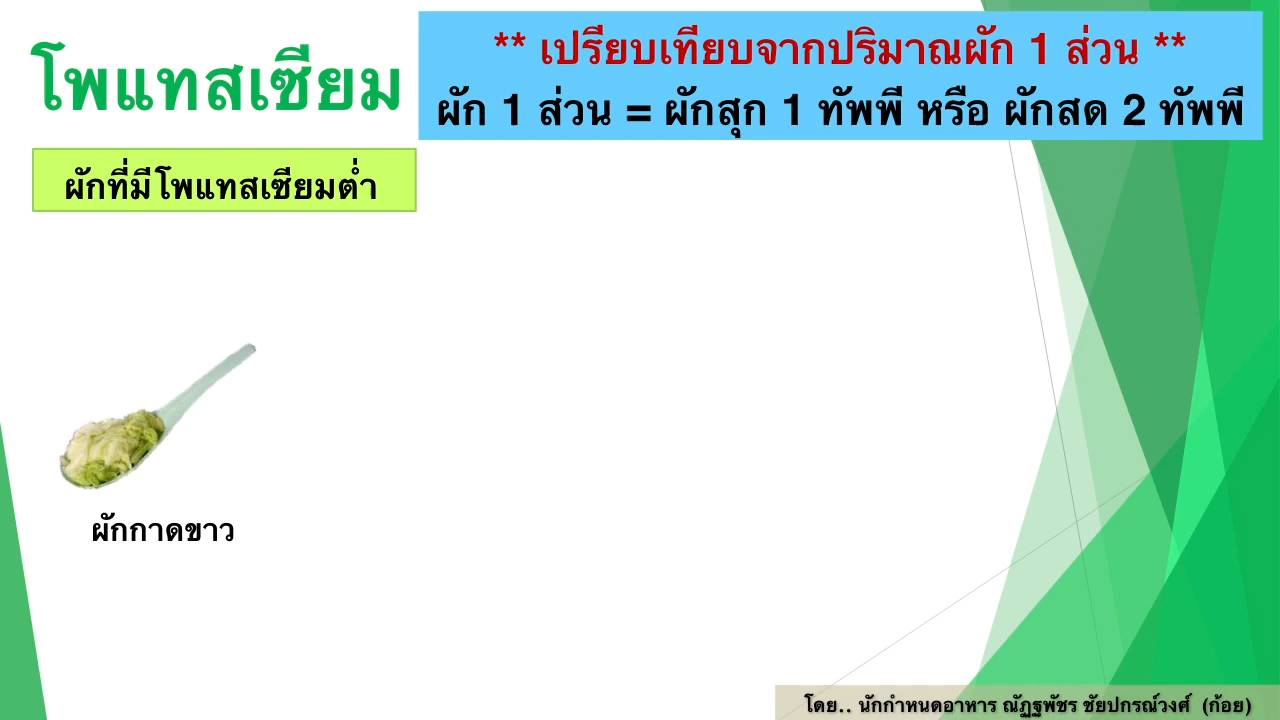 โพแทสเซียม
** เปรียบเทียบจากปริมาณผัก 1 ส่วน **
ผัก 1 ส่วน = ผักสุก 1 ทัพพี หรือ ผักสด 2 ทัพพี
ผักที่มีโพแทสเซียมต่ำ
ผักกาดขาว
โดย.. นักกำหนดอาหาร ณัฏฐพัชร ชัยปกรณ์วงศ์ (ก้อย)